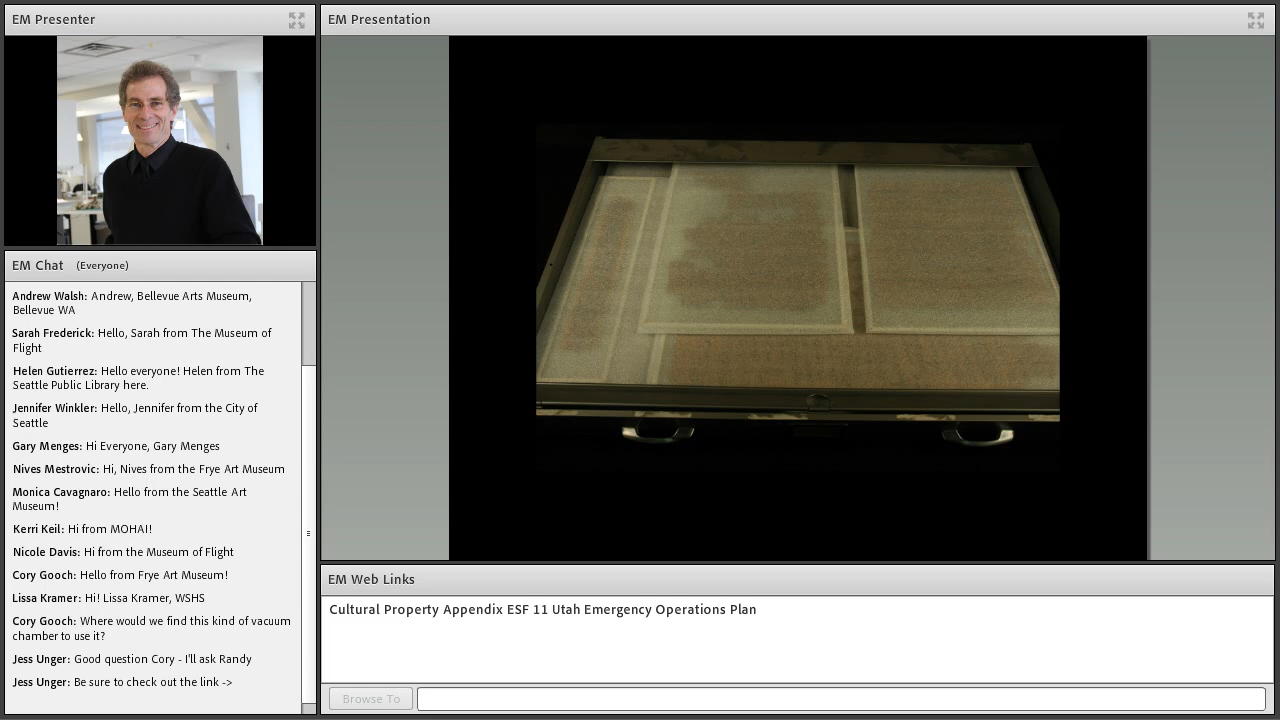 EM Presenter
EM Presentation
EM Chat (Everyone)
Andrew Walsh: Andrew, Bellevue Arts Museum,
Bellevue WA
Sarah Frederick: Hello, Sarah from The Museum of
Flight
Helen Gutierrez: Hello everyone! Helen from The
Seattle Public Library here.
Jennifer Winkler: Hello, Jennifer from the City of
Seattle
Gary Menges: Hi Everyone, Gary Menges
Nives Mestrovic: Hi, Nives from the Frye Art Museum
Monica Cavagnaro: Hello from the Seattle Art
Museum!
Kerri Keil: Hi from MOHAI!
Nicole Davis: Hi from the Museum of Flight
Cory Gooch: Hello from Frye Art Museum!
Lissa Kramer: Hi! Lissa Kramer, WSHS
Cory Gooch: Where would we find this kind of vacuum
chamber to use it?
Jess Unger: Good question Cory - I'll ask Randy
Jess Unger: Be sure to check out the link ->
EM Web Links
Cultural Property Appendix ESF 11 Utah Emergency Operations Plan
Browse To